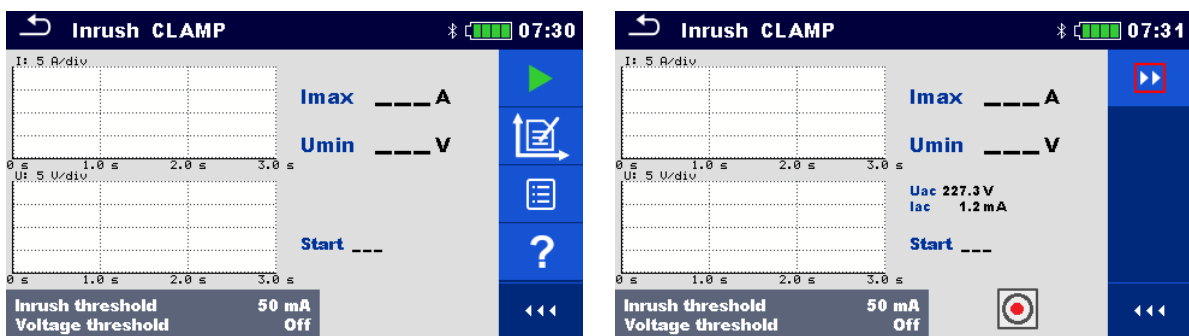 Inrush CLAMP 07:30
I: 5 A/div
Imax ___ A
Umin ___ V
0 s 1.0 s 2.0 s 3.0 s
U: 5 V/div
Start ___
?
0 s 1.0 s 2.0 s 3.0 s
Inrush threshold 50 mA
Voltage threshold Off
Inrush CLAMP 07:31
I: 5 A/div
Imax ___ A
Umin ___ V
0 s 1.0 s 2.0 s 3.0 s
U: 5 V/div
Uac 227.3 V
Iac 1.2 mA
Start ___
0 s 1.0 s 2.0 s 3.0 s
Inrush threshold 50 mA
Voltage threshold Off